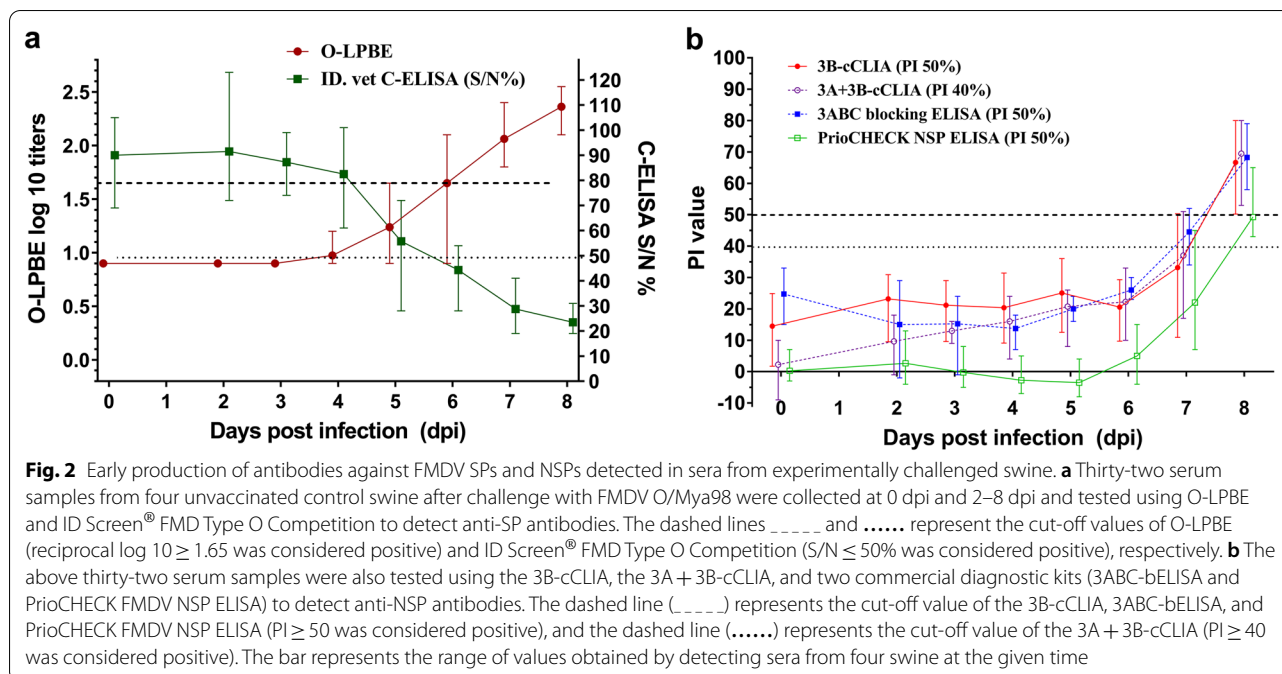 a
O-LPBE
ID. vet C-ELISA (S/N%)
O-LPBE log 10 titers
2.5
2.0
1.5
1.0
0.5
0.0
C-ELISA S/N %
120
110
100
90
80
70
60
50
40
30
20
10
0
0 1 2 3 4 5 6 7 8
Days post infection (dpi)
b
3B-cCLIA (PI 50%)
3A+3B-cCLIA (PI 40%)
3ABC blocking ELISA (PI 50%)
PrioCHECK NSP ELISA (PI 50%)
PI value
100
90
80
70
60
50
40
30
20
10
0
-10
0 1 2 3 4 5 6 7 8
Days post infection (dpi)
Fig. 2 Early production of antibodies against FMDV SPs and NSPs detected in sera from experimentally challenged swine. a Thirty-two serum
samples from four unvaccinated control swine after challenge with FMDV O/Mya98 were collected at 0 dpi and 2–8 dpi and tested using O-LPBE
and ID Screen® FMD Type O Competition to detect anti-SP antibodies. The dashed lines _ _ _ _ _ and ...... represent the cut-off values of O-LPBE
(reciprocal log 10 ≥ 1.65 was considered positive) and ID Screen® FMD Type O Competition (S/N ≤ 50% was considered positive), respectively. b The
above thirty-two serum samples were also tested using the 3B-cCLIA, the 3A + 3B-cCLIA, and two commercial diagnostic kits (3ABC-bELISA and
PrioCHECK FMDV NSP ELISA) to detect anti-NSP antibodies. The dashed line (_ _ _ _ _) represents the cut-off value of the 3B-cCLIA, 3ABC-bELISA, and
PrioCHECK FMDV NSP ELISA (PI ≥ 50 was considered positive), and the dashed line (......) represents the cut-off value of the 3A + 3B-cCLIA (PI ≥ 40
was considered positive). The bar represents the range of values obtained by detecting sera from four swine at the given time